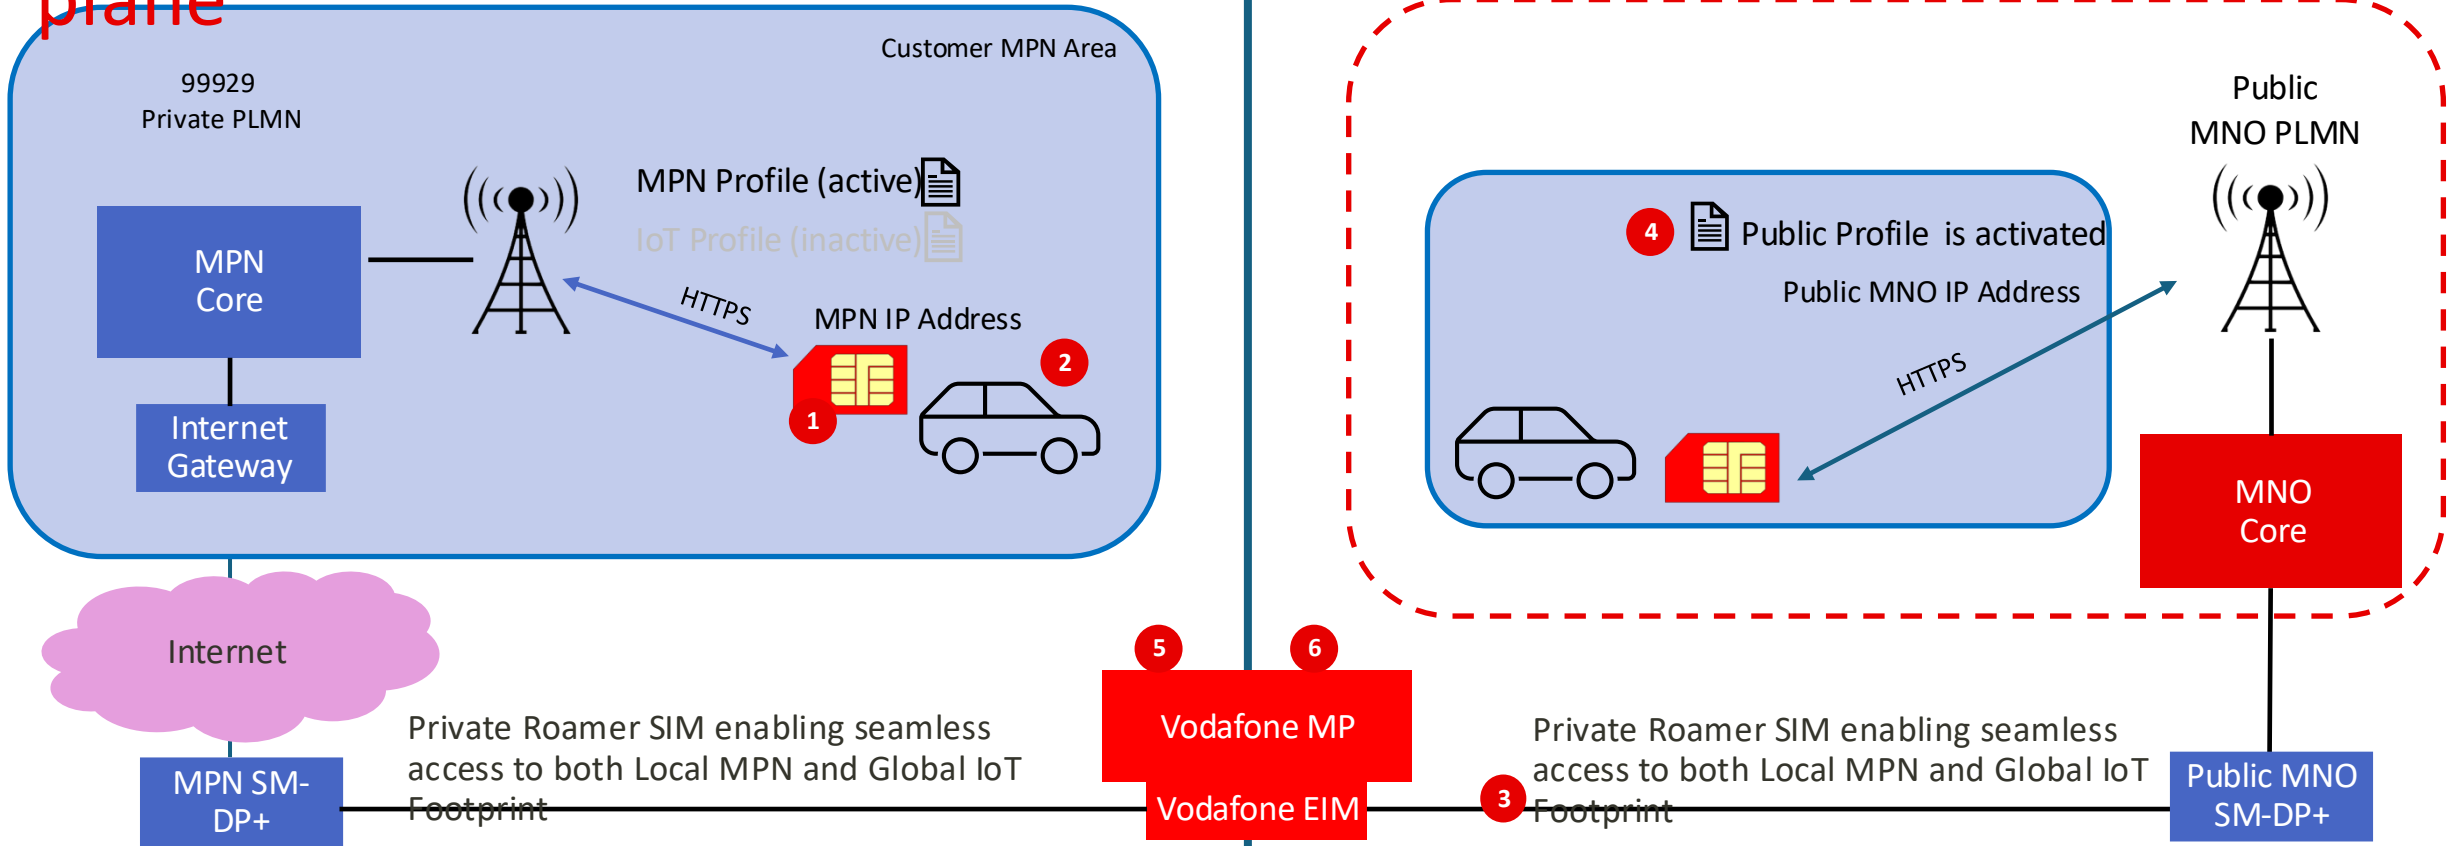 plane
Customer MPN Area
99929
Private PLMN
MPN Profile (active)
IoT Profile (inactive)
MPN
Core
HTTPS
MPN IP Address
2
1
Internet
Gateway
Internet
Private Roamer SIM enabling seamless
access to both Local MPN and Global IoT
Footprint
MPN SM-
DP+
5
6
Vodafone MP
Vodafone EIM
Public
MNO PLMN
4
Public Profile is activated
Public MNO IP Address
HTTPS
MNO
Core
Private Roamer SIM enabling seamless
access to both Local MPN and Global IoT
Footprint
3
Public MNO
SM-DP+